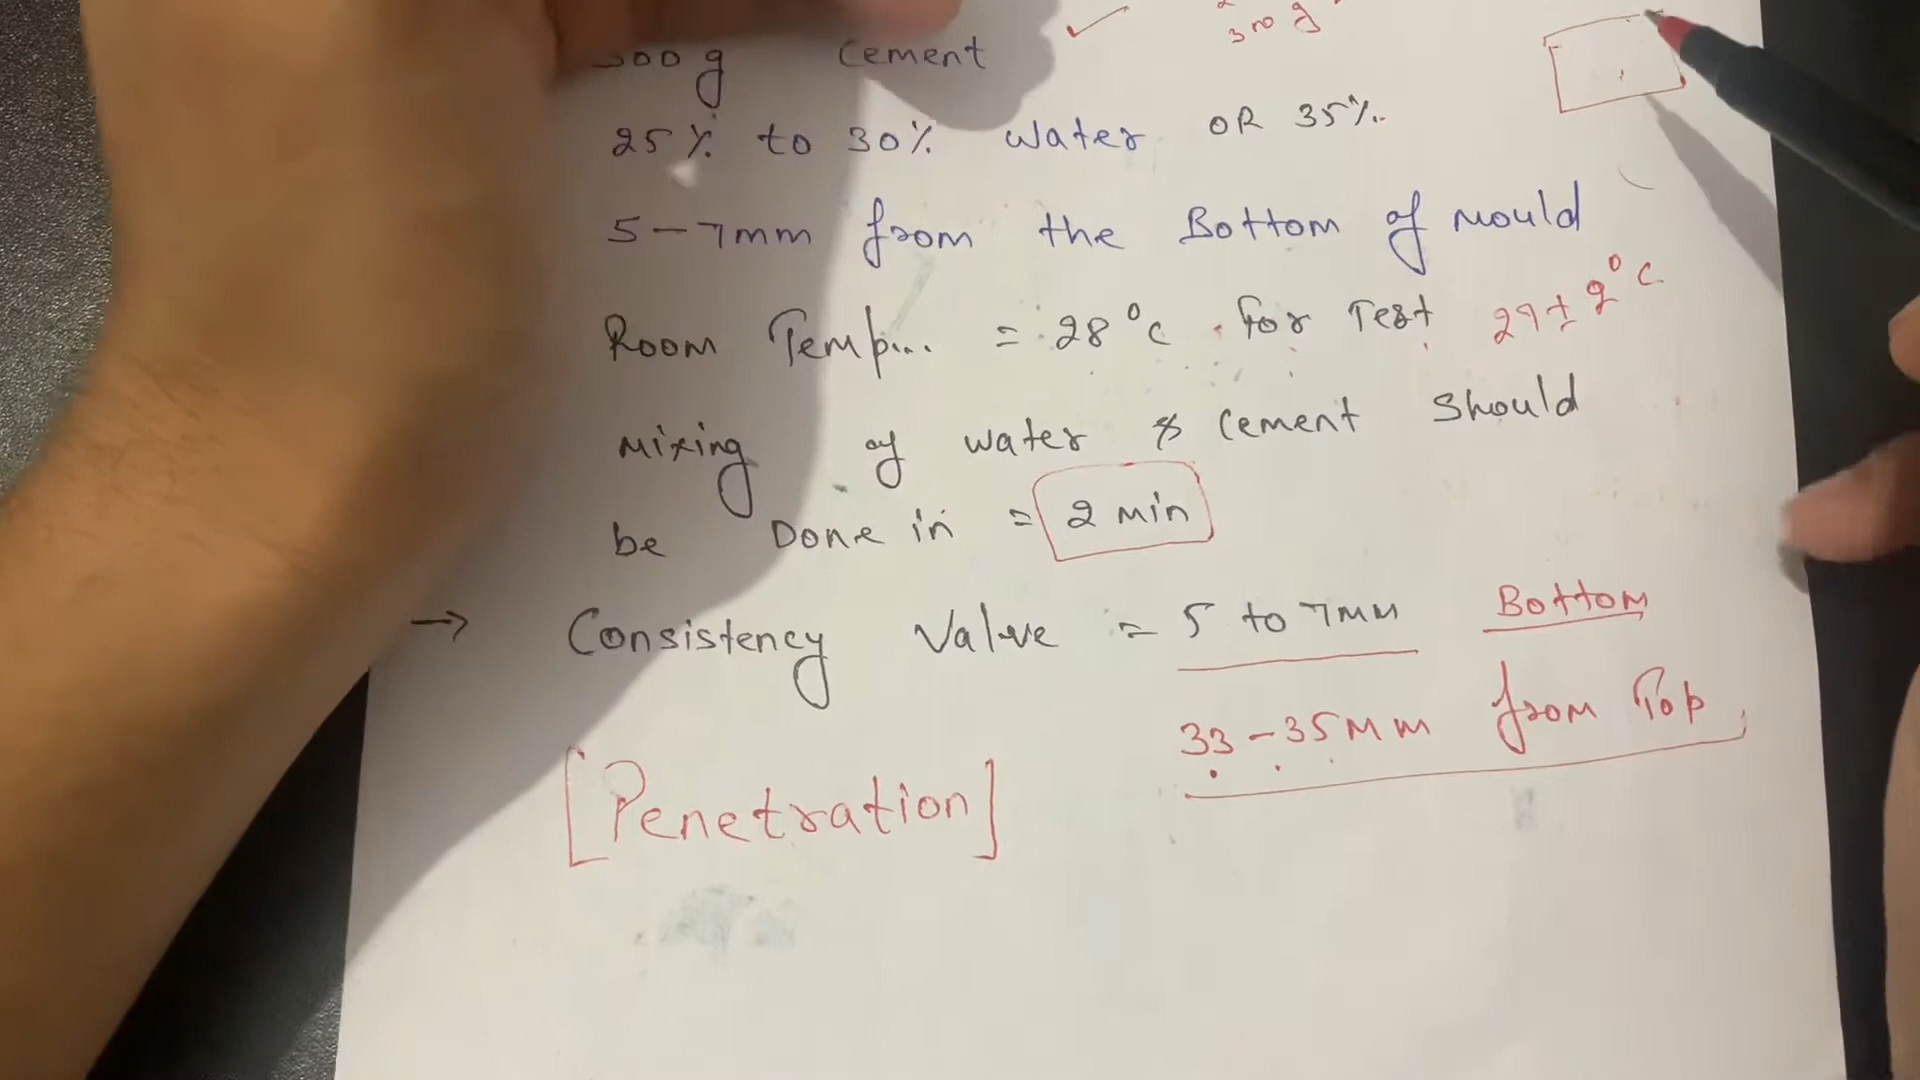 300 g
300g cement
25% to 30% water OR 35%.
5-7mm from the Bottom of mould
Room Temp... = 28°c. For Test 27±2°c
Mixing of water & cement should
be Done in = 2 min
→ Consistency Value = 5 to 7mm Bottom
33-35mm from Top
[Penetration]